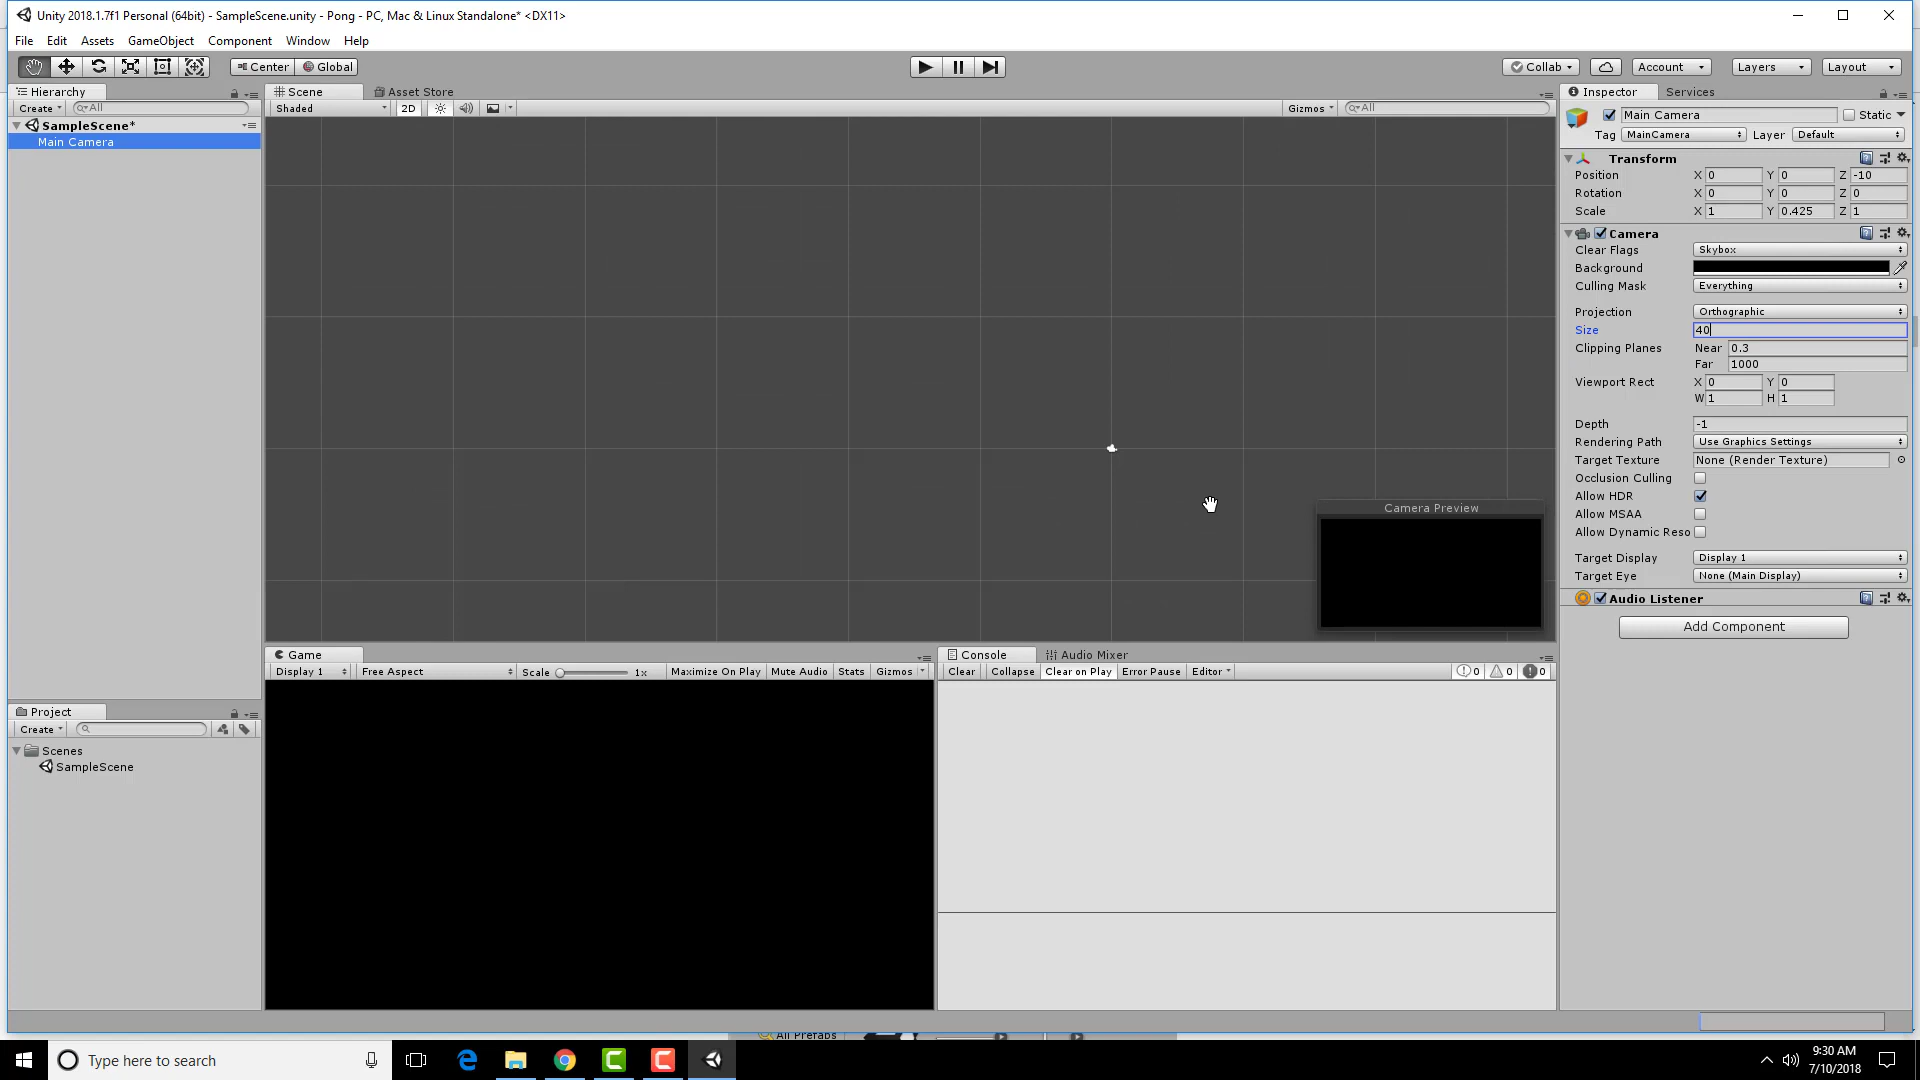 Unity 2018.1.7f1 Personal (64bit) - SampleScene.unity - Pong - PC, Mac & Linux Standalone* <DX11>
File Edit Assets GameObject Component Window Help
Center Global Collab Account Layers Layout
Hierarchy
Create All
SampleScene*
Main Camera
Scene Asset Store
Shaded 2D Gizmos All
Camera Preview
Inspector Services
Main Camera Static
Tag MainCamera Layer Default
Transform
Position X 0 Y 0 Z -10
Rotation X 0 Y 0 Z 0
Scale X 1 Y 0.425 Z 1
Camera
Clear Flags Skybox
Background
Culling Mask Everything
Projection Orthographic
Size 40
Clipping Planes Near 0.3
Far 1000
Viewport Rect X 0 Y 0
W 1 H 1
Depth -1
Rendering Path Use Graphics Settings
Target Texture None (Render Texture)
Occlusion Culling
Allow HDR
Allow MSAA
Allow Dynamic Reso
Target Display Display 1
Target Eye None (Main Display)
Audio Listener
Add Component
Game
Display 1 Free Aspect Scale 1x Maximize On Play Mute Audio Stats Gizmos
Console Audio Mixer
Clear Collapse Clear on Play Error Pause Editor 0 0 0
Project
Create
Scenes
SampleScene
All Prefabs
Type here to search
9:30 AM
7/10/2018